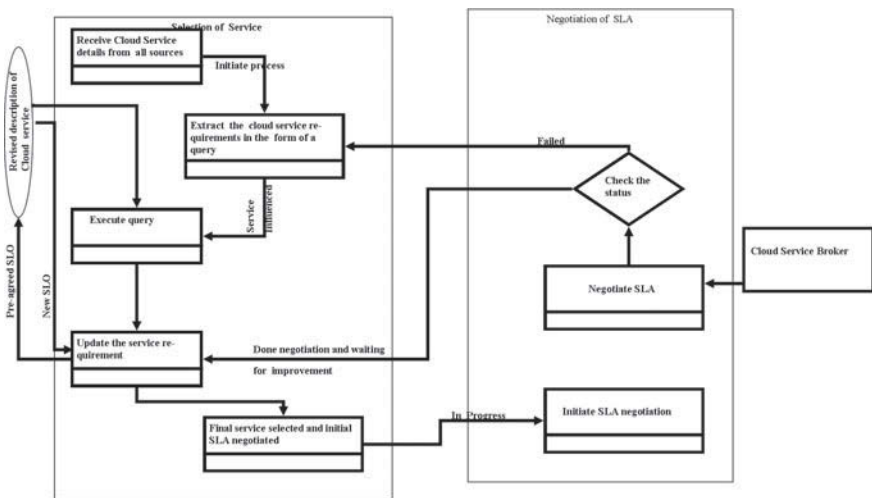 Selection of Service
Negotiation of SLA
Receive Cloud Service
details from all sources
Initiate process
Extract the cloud service re-
quirements in the form of a
query
Failed
Check the
status
Revised description of
Cloud service
Service
Influenced
Execute query
Cloud Service Broker
Negotiate SLA
Pre-agreed SLO
New SLO
Update the service re-
quirement
Done negotiation and waiting
for improvement
Final service selected and initial
SLA negotiated
In Progress
Initiate SLA negotiation